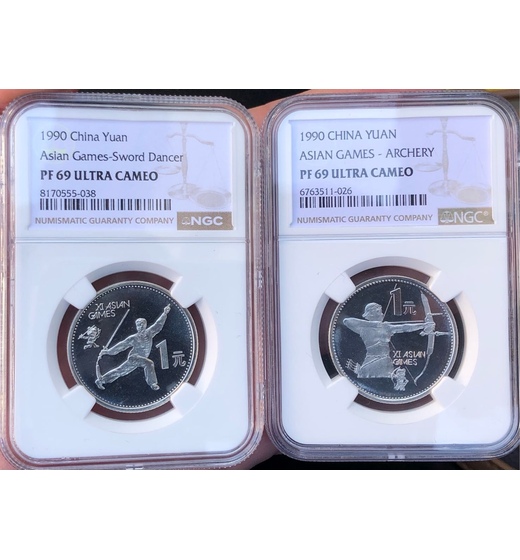 1990 China Yuan
Asian Games-Sword Dancer
PF 69 ULTRA CAMEO
8170555-038
NUMISMATIC GUARANTY COMPANY
NGC
XI ASIAN
GAMES
1元
1990 CHINA YUAN
ASIAN GAMES - ARCHERY
PF 69 ULTRA CAMEO
6763511-026
NUMISMATIC GUARANTY COMPANY
NGC®
1元
XI ASIAN
GAMES